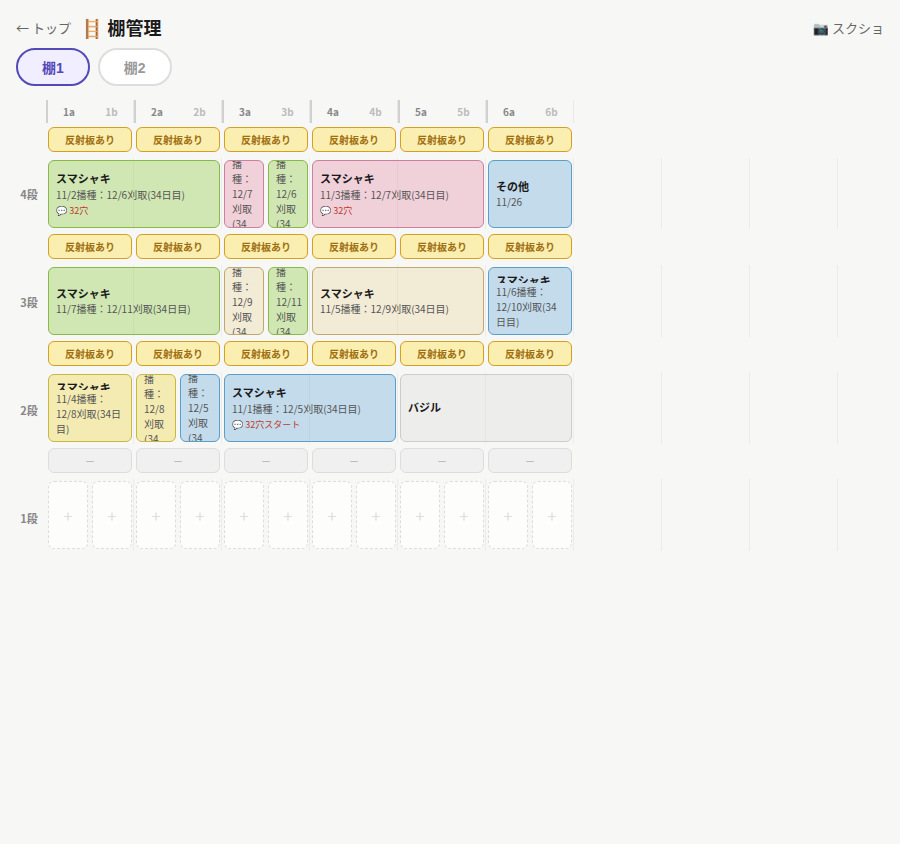 ← トップ 🪜 棚管理 📷 スクショ
棚1 棚2
1a 1b 2a 2b 3a 3b 4a 4b 5a 5b 6a 6b
反射板あり 反射板あり 反射板あり 反射板あり 反射板あり 反射板あり
4段
スマシャキ
11/2播種：12/6刈取(34日目)
💬 32穴
播
種：
12/7
刈取
(34
播
種：
12/6
刈取
(34
スマシャキ
11/3播種：12/7刈取(34日目)
💬 32穴
その他
11/26
反射板あり 反射板あり 反射板あり 反射板あり 反射板あり 反射板あり
3段
スマシャキ
11/7播種：12/11刈取(34日目)
播
種：
12/9
刈取
(34
播
種：
12/11
刈取
(34
スマシャキ
11/5播種：12/9刈取(34日目)
スマシャキ
11/6播種：
12/10刈取(34
日目)
反射板あり 反射板あり 反射板あり 反射板あり 反射板あり 反射板あり
2段
スマシャキ
11/4播種：
12/8刈取(34日
目)
播
種：
12/8
刈取
(34
播
種：
12/5
刈取
(34
スマシャキ
11/1播種：12/5刈取(34日目)
💬 32穴スタート
バジル
– – – – – –
1段
+ + + + + + + + + + + +